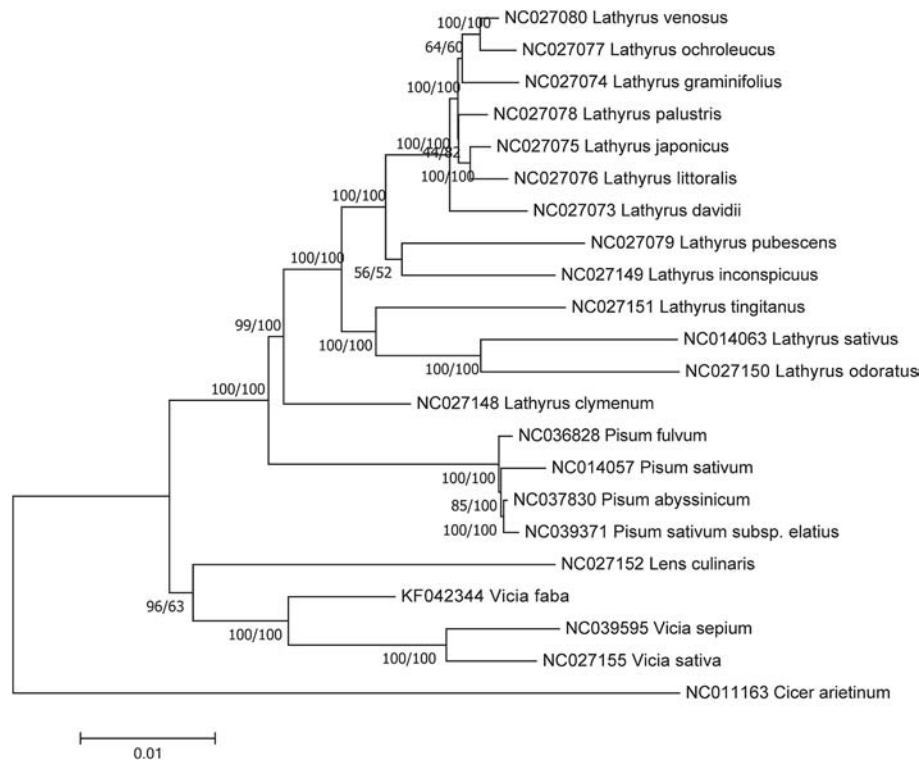 100/100
NC027080 Lathyrus venosus
64/60
NC027077 Lathyrus ochroleucus
100/100
NC027074 Lathyrus graminifolius
NC027078 Lathyrus palustris
100/100
44/82
NC027075 Lathyrus japonicus
100/100
NC027076 Lathyrus littoralis
100/100
NC027073 Lathyrus davidii
NC027079 Lathyrus pubescens
100/100
56/52
NC027149 Lathyrus inconspicuus
NC027151 Lathyrus tingitanus
99/100
100/100
NC014063 Lathyrus sativus
100/100
NC027150 Lathyrus odoratus
100/100
NC027148 Lathyrus clymenum
NC036828 Pisum fulvum
100/100
NC014057 Pisum sativum
85/100
NC037830 Pisum abyssinicum
100/100
NC039371 Pisum sativum subsp. elatius
NC027152 Lens culinaris
96/63
KF042344 Vicia faba
100/100
NC039595 Vicia sepium
100/100
NC027155 Vicia sativa
NC011163 Cicer arietinum
0.01